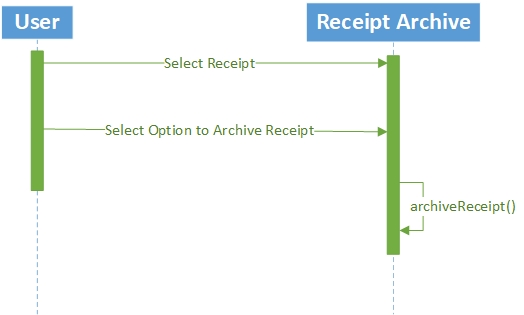 User
Receipt Archive
Select Receipt
Select Option to Archive Receipt
archiveReceipt()